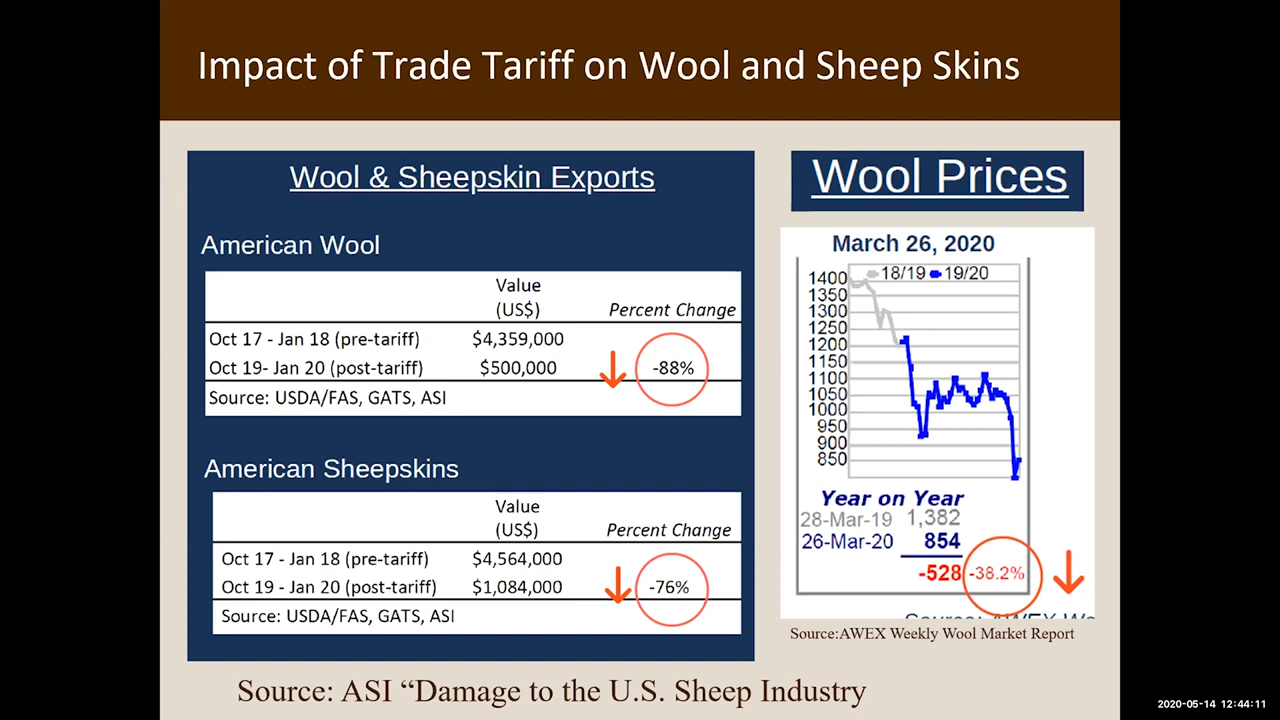 Impact of Trade Tariff on Wool and Sheep Skins
Wool & Sheepskin Exports
American Wool
Value
(US$)
Percent Change
Oct 17 - Jan 18 (pre-tariff) $4,359,000
Oct 19- Jan 20 (post-tariff) $500,000 -88%
Source: USDA/FAS, GATS, ASI
American Sheepskins
Value
(US$)
Percent Change
Oct 17 - Jan 18 (pre-tariff) $4,564,000
Oct 19 - Jan 20 (post-tariff) $1,084,000 -76%
Source: USDA/FAS, GATS, ASI
Wool Prices
March 26, 2020
18/19 19/20
1400
1350
1300
1250
1200
1150
1100
1050
1000
950
900
850
Year on Year
28-Mar-19 1,382
26-Mar-20 854
-528 -38.2%
Source:AWEX Weekly Wool Market Report
Source: ASI “Damage to the U.S. Sheep Industry
2020-05-14 12:44:11